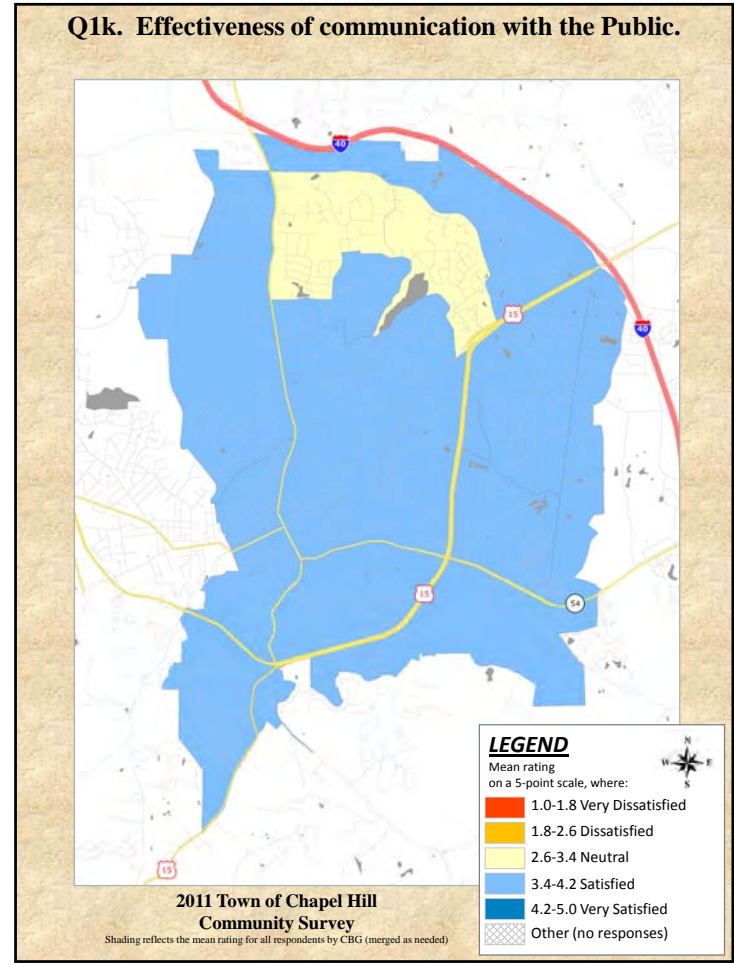 Q1k. Effectiveness of communication with the Public.
40
15
40
15
54
15
LEGEND
Mean rating
on a 5-point scale, where:
N
W E
S
1.0-1.8 Very Dissatisfied
1.8-2.6 Dissatisfied
2.6-3.4 Neutral
3.4-4.2 Satisfied
4.2-5.0 Very Satisfied
Other (no responses)
2011 Town of Chapel Hill
Community Survey
Shading reflects the mean rating for all respondents by CBG (merged as needed)